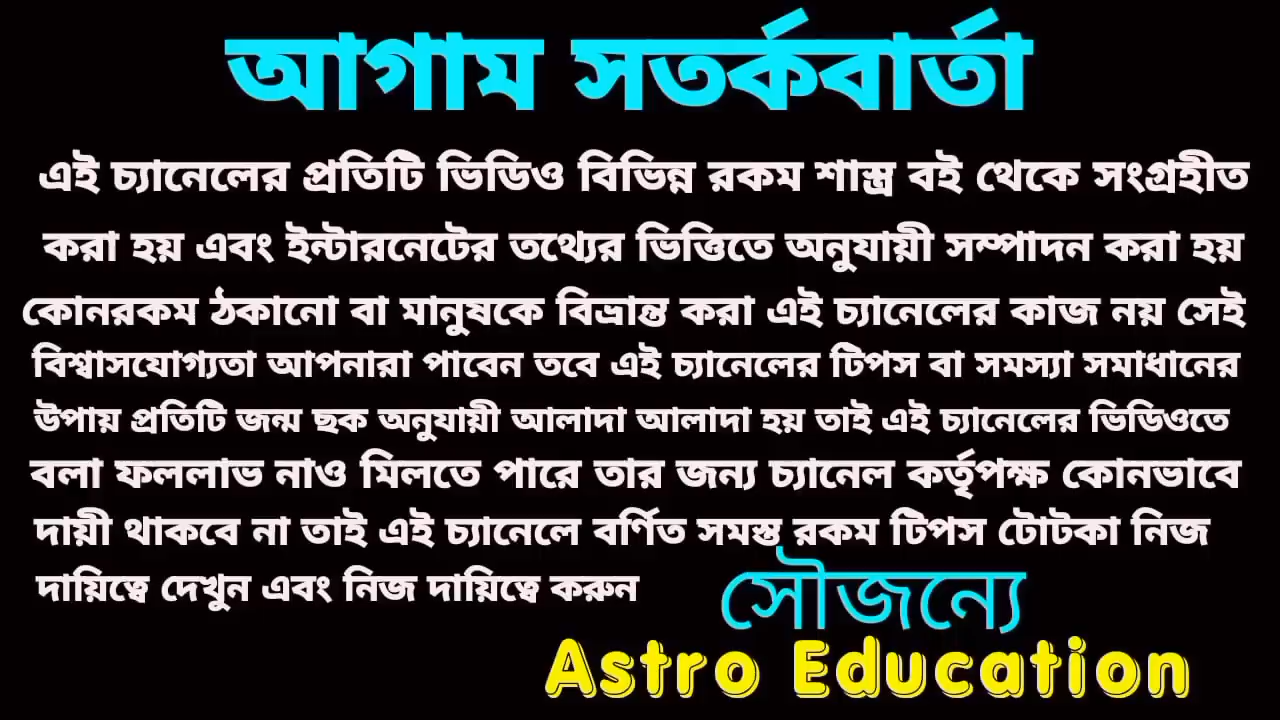 আগাম সতর্কবার্তা
এই চ্যানেলের প্রতিটি ভিডিও বিভিন্ন রকম শাস্ত্র বই থেকে সংগ্রহীত
করা হয় এবং ইন্টারনেটের তথ্যের ভিত্তিতে অনুযায়ী সম্পাদন করা হয়
কোনরকম ঠকানো বা মানুষকে বিভ্রান্ত করা এই চ্যানেলের কাজ নয় সেই
বিশ্বাসযোগ্যতা আপনারা পাবেন তবে এই চ্যানেলের টিপস বা সমস্যা সমাধানের
উপায় প্রতিটি জন্ম ছক অনুযায়ী আলাদা আলাদা হয় তাই এই চ্যানেলের ভিডিওতে
বলা ফললাভ নাও মিলতে পারে তার জন্য চ্যানেল কর্তৃপক্ষ কোনভাবে
দায়ী থাকবে না তাই এই চ্যানেলে বর্ণিত সমস্ত রকম টিপস টোটকা নিজ
দায়িত্বে দেখুন এবং নিজ দায়িত্বে করুন
সৌজন্যে
Astro Education